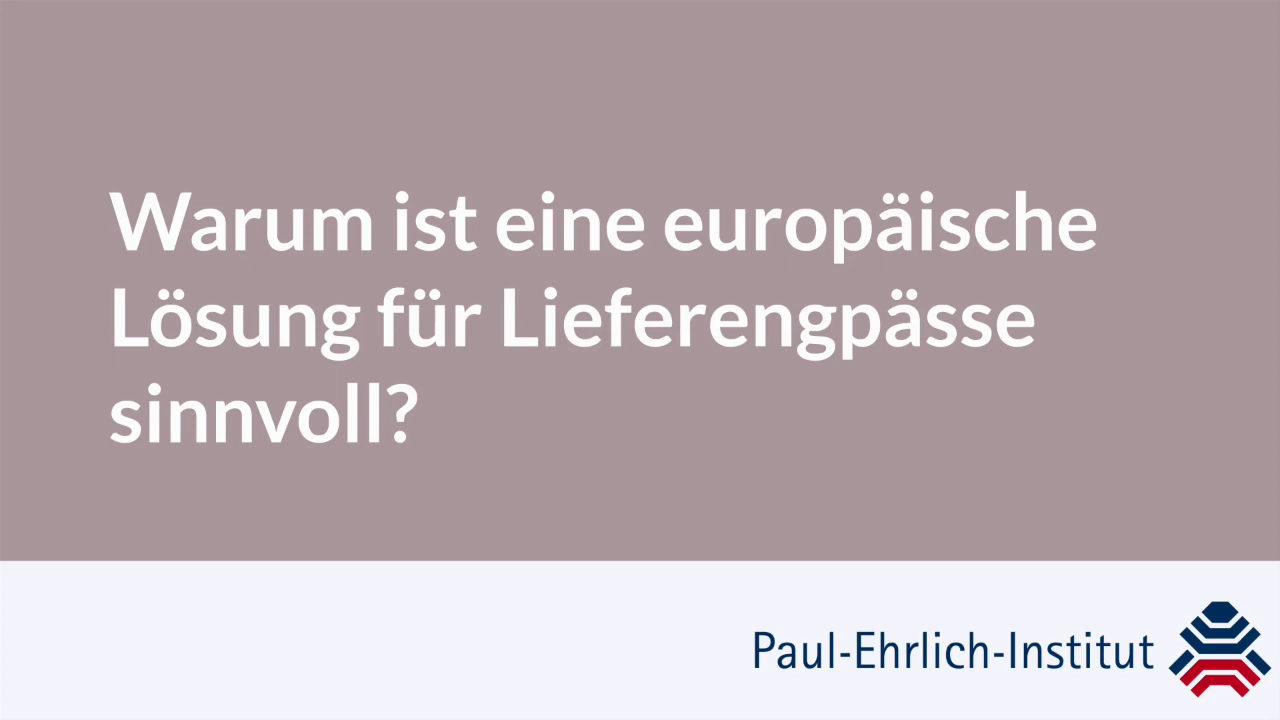 Warum ist eine europäische
Lösung für Lieferengpässe
sinnvoll?
Paul-Ehrlich-Institut